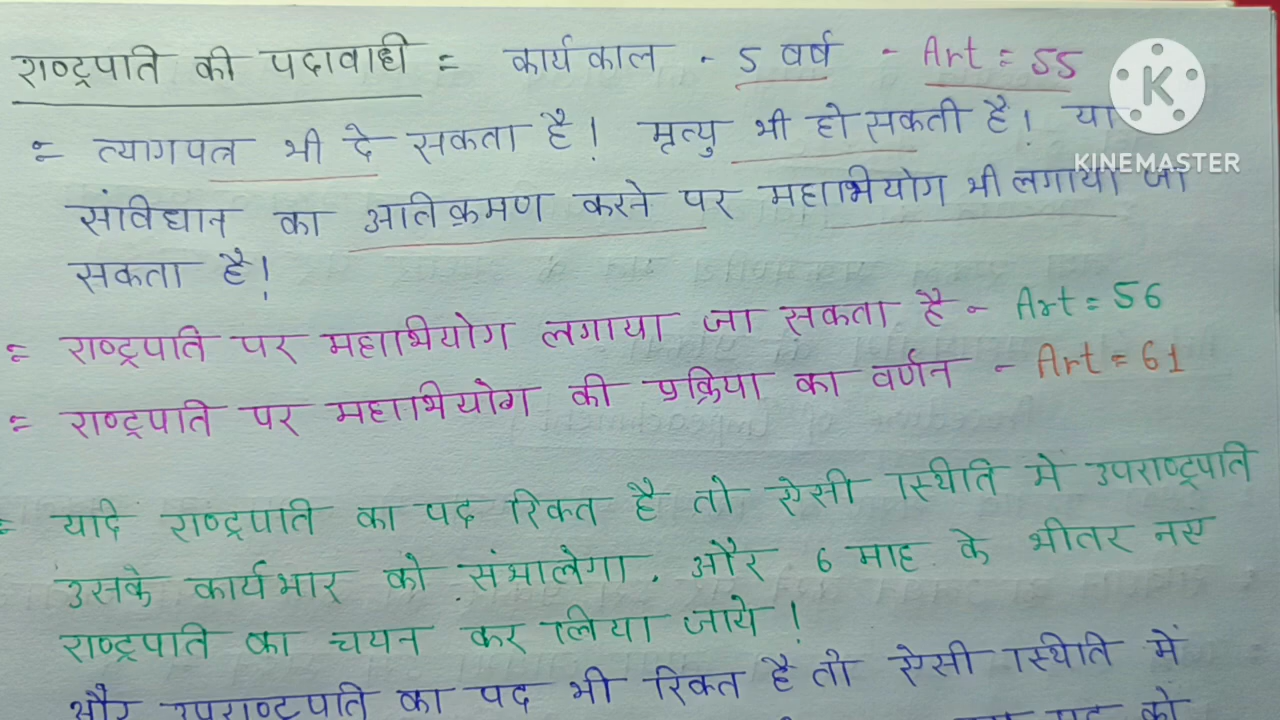 राष्ट्रपति की पदावाधी = कार्यकाल - 5 वर्ष - Art = 55
= त्यागपत्र भी दे सकता है! मृत्यु भी हो सकती है। या
KINEMASTER
संविधान का अतिक्रमण करने पर महाभियोग भी लगाया जा
सकता है!
= राष्ट्रपति पर महाभियोग लगाया जा सकता है - Art = 56
= राष्ट्रपति पर महाभियोग की प्रक्रिया का वर्णन - Art = 61
= यदि राष्ट्रपति का पद रिक्त है तो ऐसी स्थिति मे उपराष्ट्रपति
उसके कार्यभार को संभालेगा. और 6 माह के भीतर नए
राष्ट्रपति का चयन कर लिया जाये !
और उपराष्ट्रपति का पद भी रिक्त है तो ऐसी स्थिति में
पद को